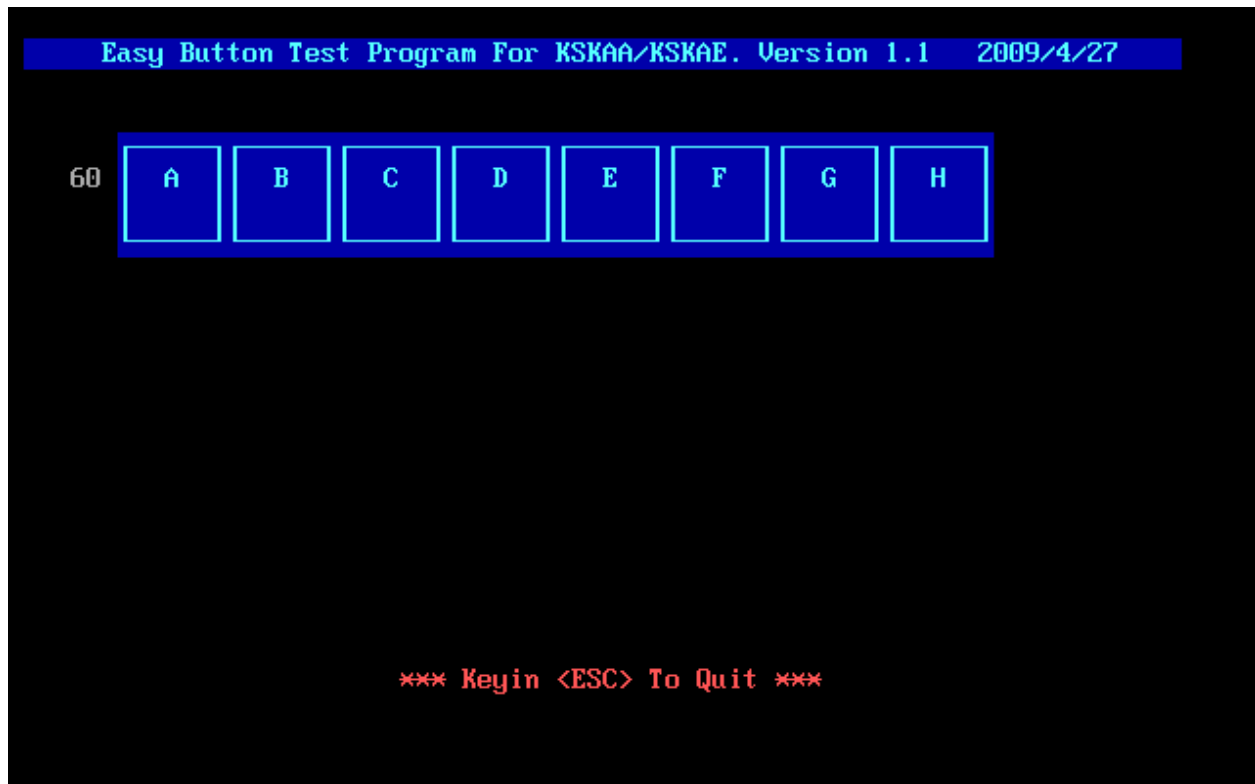 Easy Button Test Program For KSKAA/KSKAE. Version 1.1 2009/4/27
60 A B C D E F G H
*** Keyin <ESC> To Quit ***